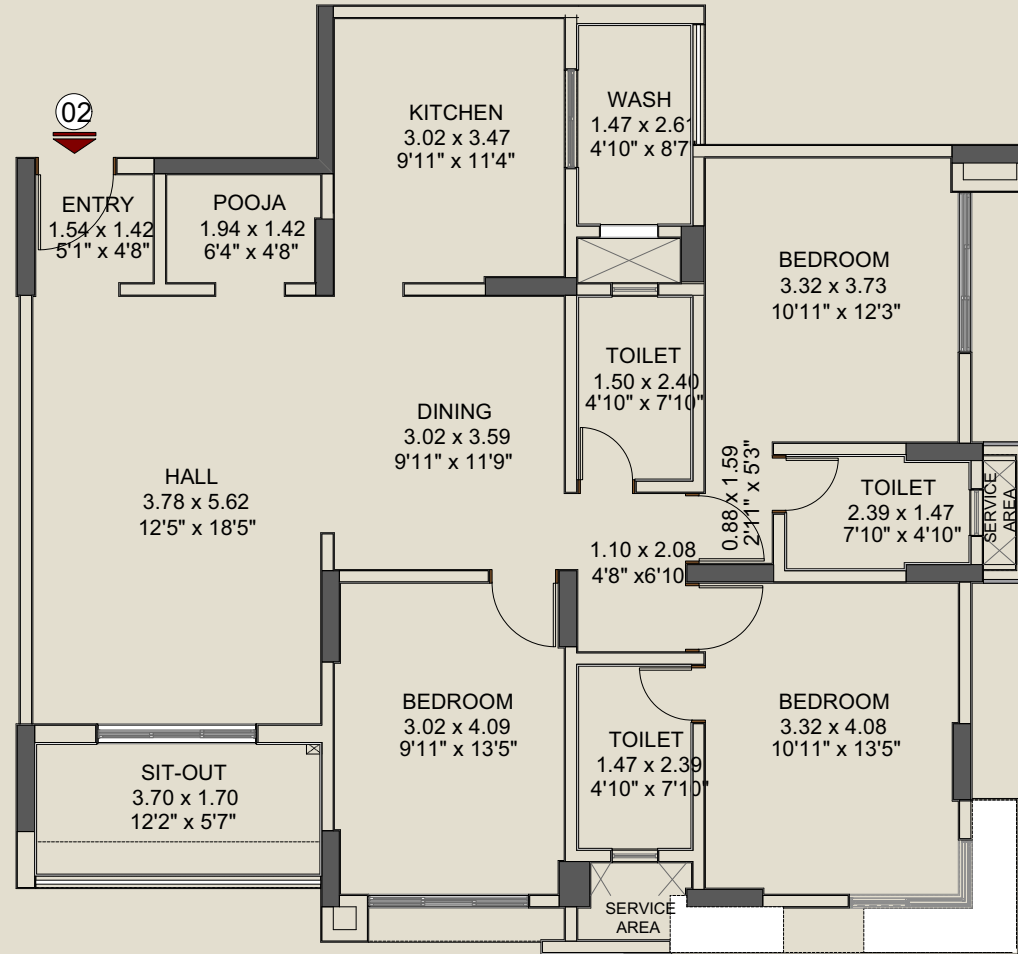 02
KITCHEN
3.02 x 3.47
9'11" x 11'4"
WASH
1.47 x 2.61
4'10" x 8'7
ENTRY
1.54 x 1.42
5'1" x 4'8"
POOJA
1.94 x 1.42
6'4" x 4'8"
BEDROOM
3.32 x 3.73
10'11" x 12'3"
TOILET
1.50 x 2.40
4'10" x 7'10"
DINING
3.02 x 3.59
9'11" x 11'9"
HALL
3.78 x 5.62
12'5" x 18'5"
0.88 x 1.59
2'11" x 5'3"
TOILET
2.39 x 1.47
7'10" x 4'10"
SERVICE
AREA
1.10 x 2.08
4'8" x6'10
BEDROOM
3.02 x 4.09
9'11" x 13'5"
TOILET
1.47 x 2.39
4'10" x 7'10"
BEDROOM
3.32 x 4.08
10'11" x 13'5"
SIT-OUT
3.70 x 1.70
12'2" x 5'7"
SERVICE
AREA